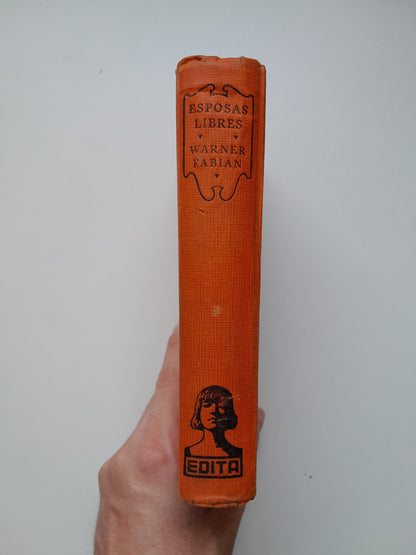 ESPOSAS
LIBRES
WARNER
FABIAN
EDITA